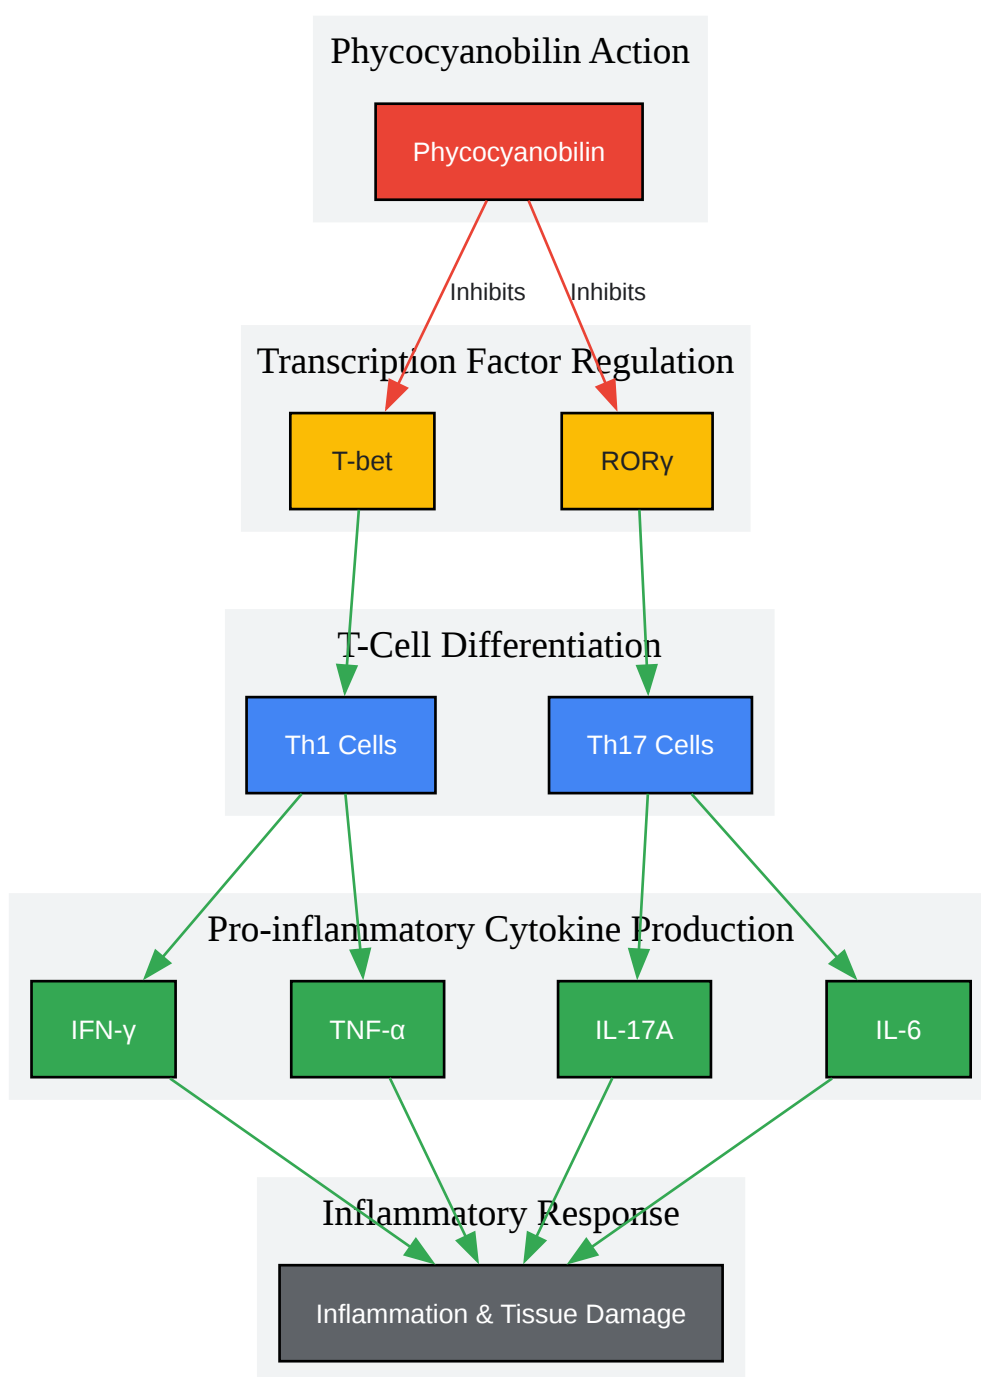 Phycocyanobilin Action
Phycocyanobilin
Inhibits
Inhibits
Transcription Factor Regulation
T-bet
RORγ
T-Cell Differentiation
Th1 Cells
Th17 Cells
Pro-inflammatory Cytokine Production
IFN-γ
TNF-α
IL-17A
IL-6
Inflammatory Response
Inflammation & Tissue Damage